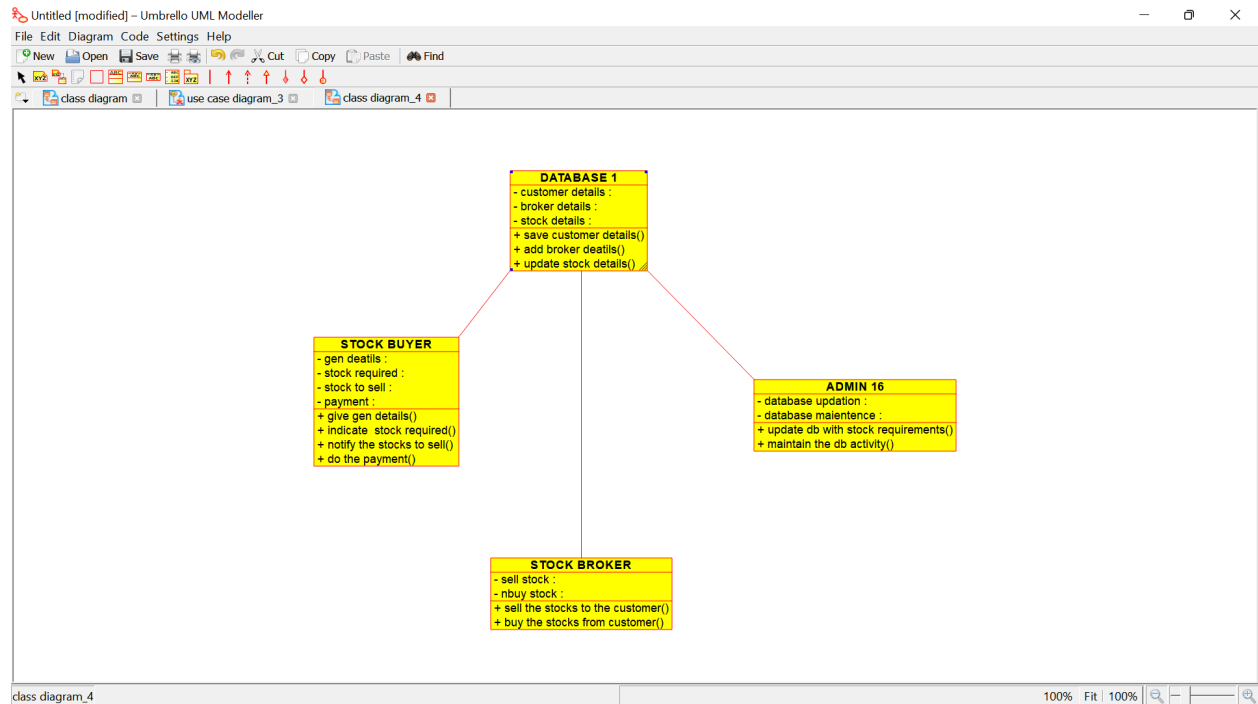 Untitled [modified] – Umbrello UML Modeller
File Edit Diagram Code Settings Help
New Open Save Cut Copy Paste Find
class diagram use case diagram_3 class diagram_4
DATABASE 1
- customer details :
- broker details :
- stock details :
+ save customer details()
+ add broker deatils()
+ update stock details()
STOCK BUYER
- gen deatils :
- stock required :
- stock to sell :
- payment :
+ give gen details()
+ indicate  stock required()
+ notify the stocks to sell()
+ do the payment()
ADMIN 16
- database updation :
- database maientence :
+ update db with stock requirements()
+ maintain the db activity()
STOCK BROKER
- sell stock :
- nbuy stock :
+ sell the stocks to the customer()
+ buy the stocks from customer()
class diagram_4
100% Fit 100%